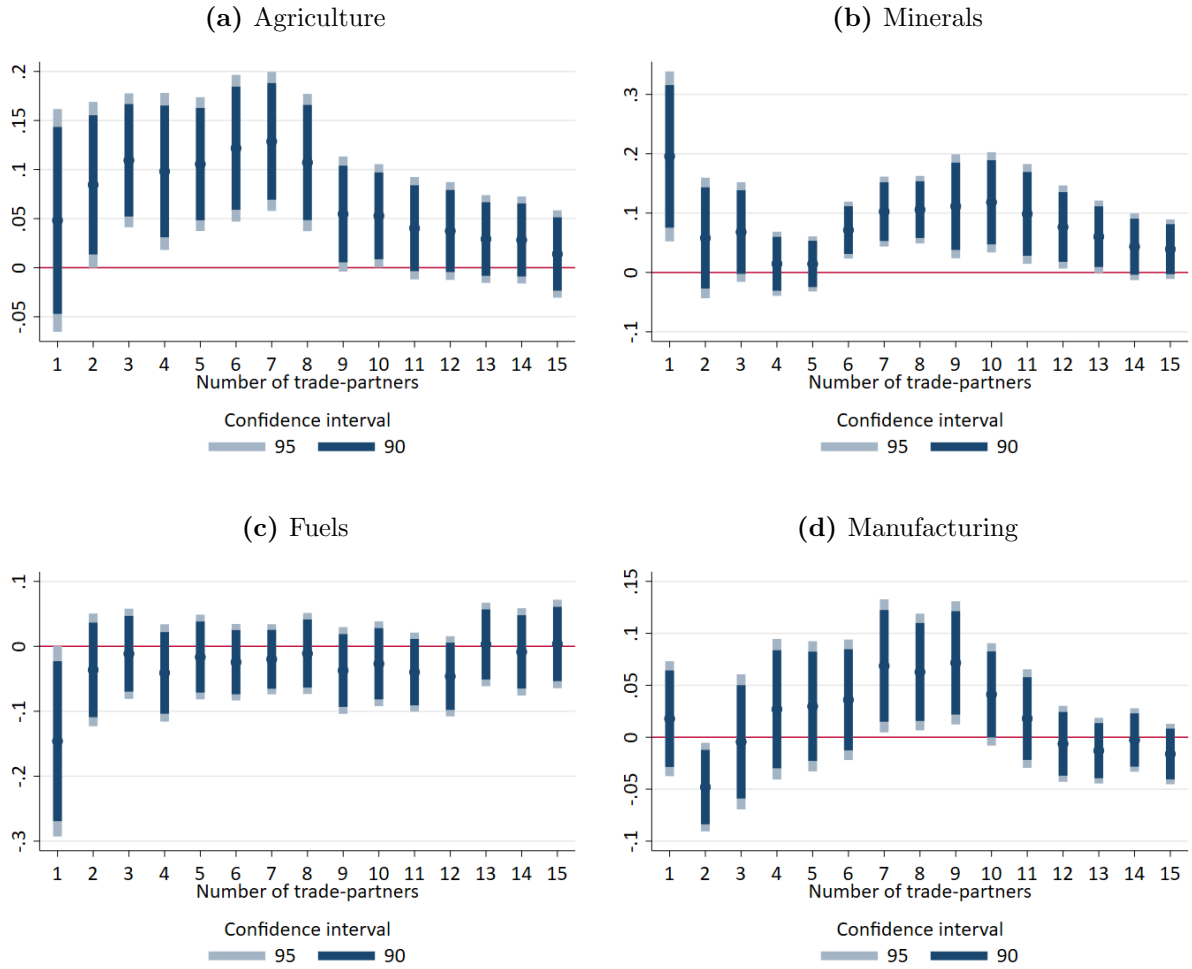 (a) Agriculture
.2
.15
.1
.05
0
-.05
1 2 3 4 5 6 7 8 9 10 11 12 13 14 15
Number of trade-partners
Confidence interval
95 90
(b) Minerals
.3
.2
.1
0
-.1
1 2 3 4 5 6 7 8 9 10 11 12 13 14 15
Number of trade-partners
Confidence interval
95 90
(c) Fuels
.1
0
-.1
-.2
-.3
1 2 3 4 5 6 7 8 9 10 11 12 13 14 15
Number of trade-partners
Confidence interval
95 90
(d) Manufacturing
.15
.1
.05
0
-.05
-.1
1 2 3 4 5 6 7 8 9 10 11 12 13 14 15
Number of trade-partners
Confidence interval
95 90